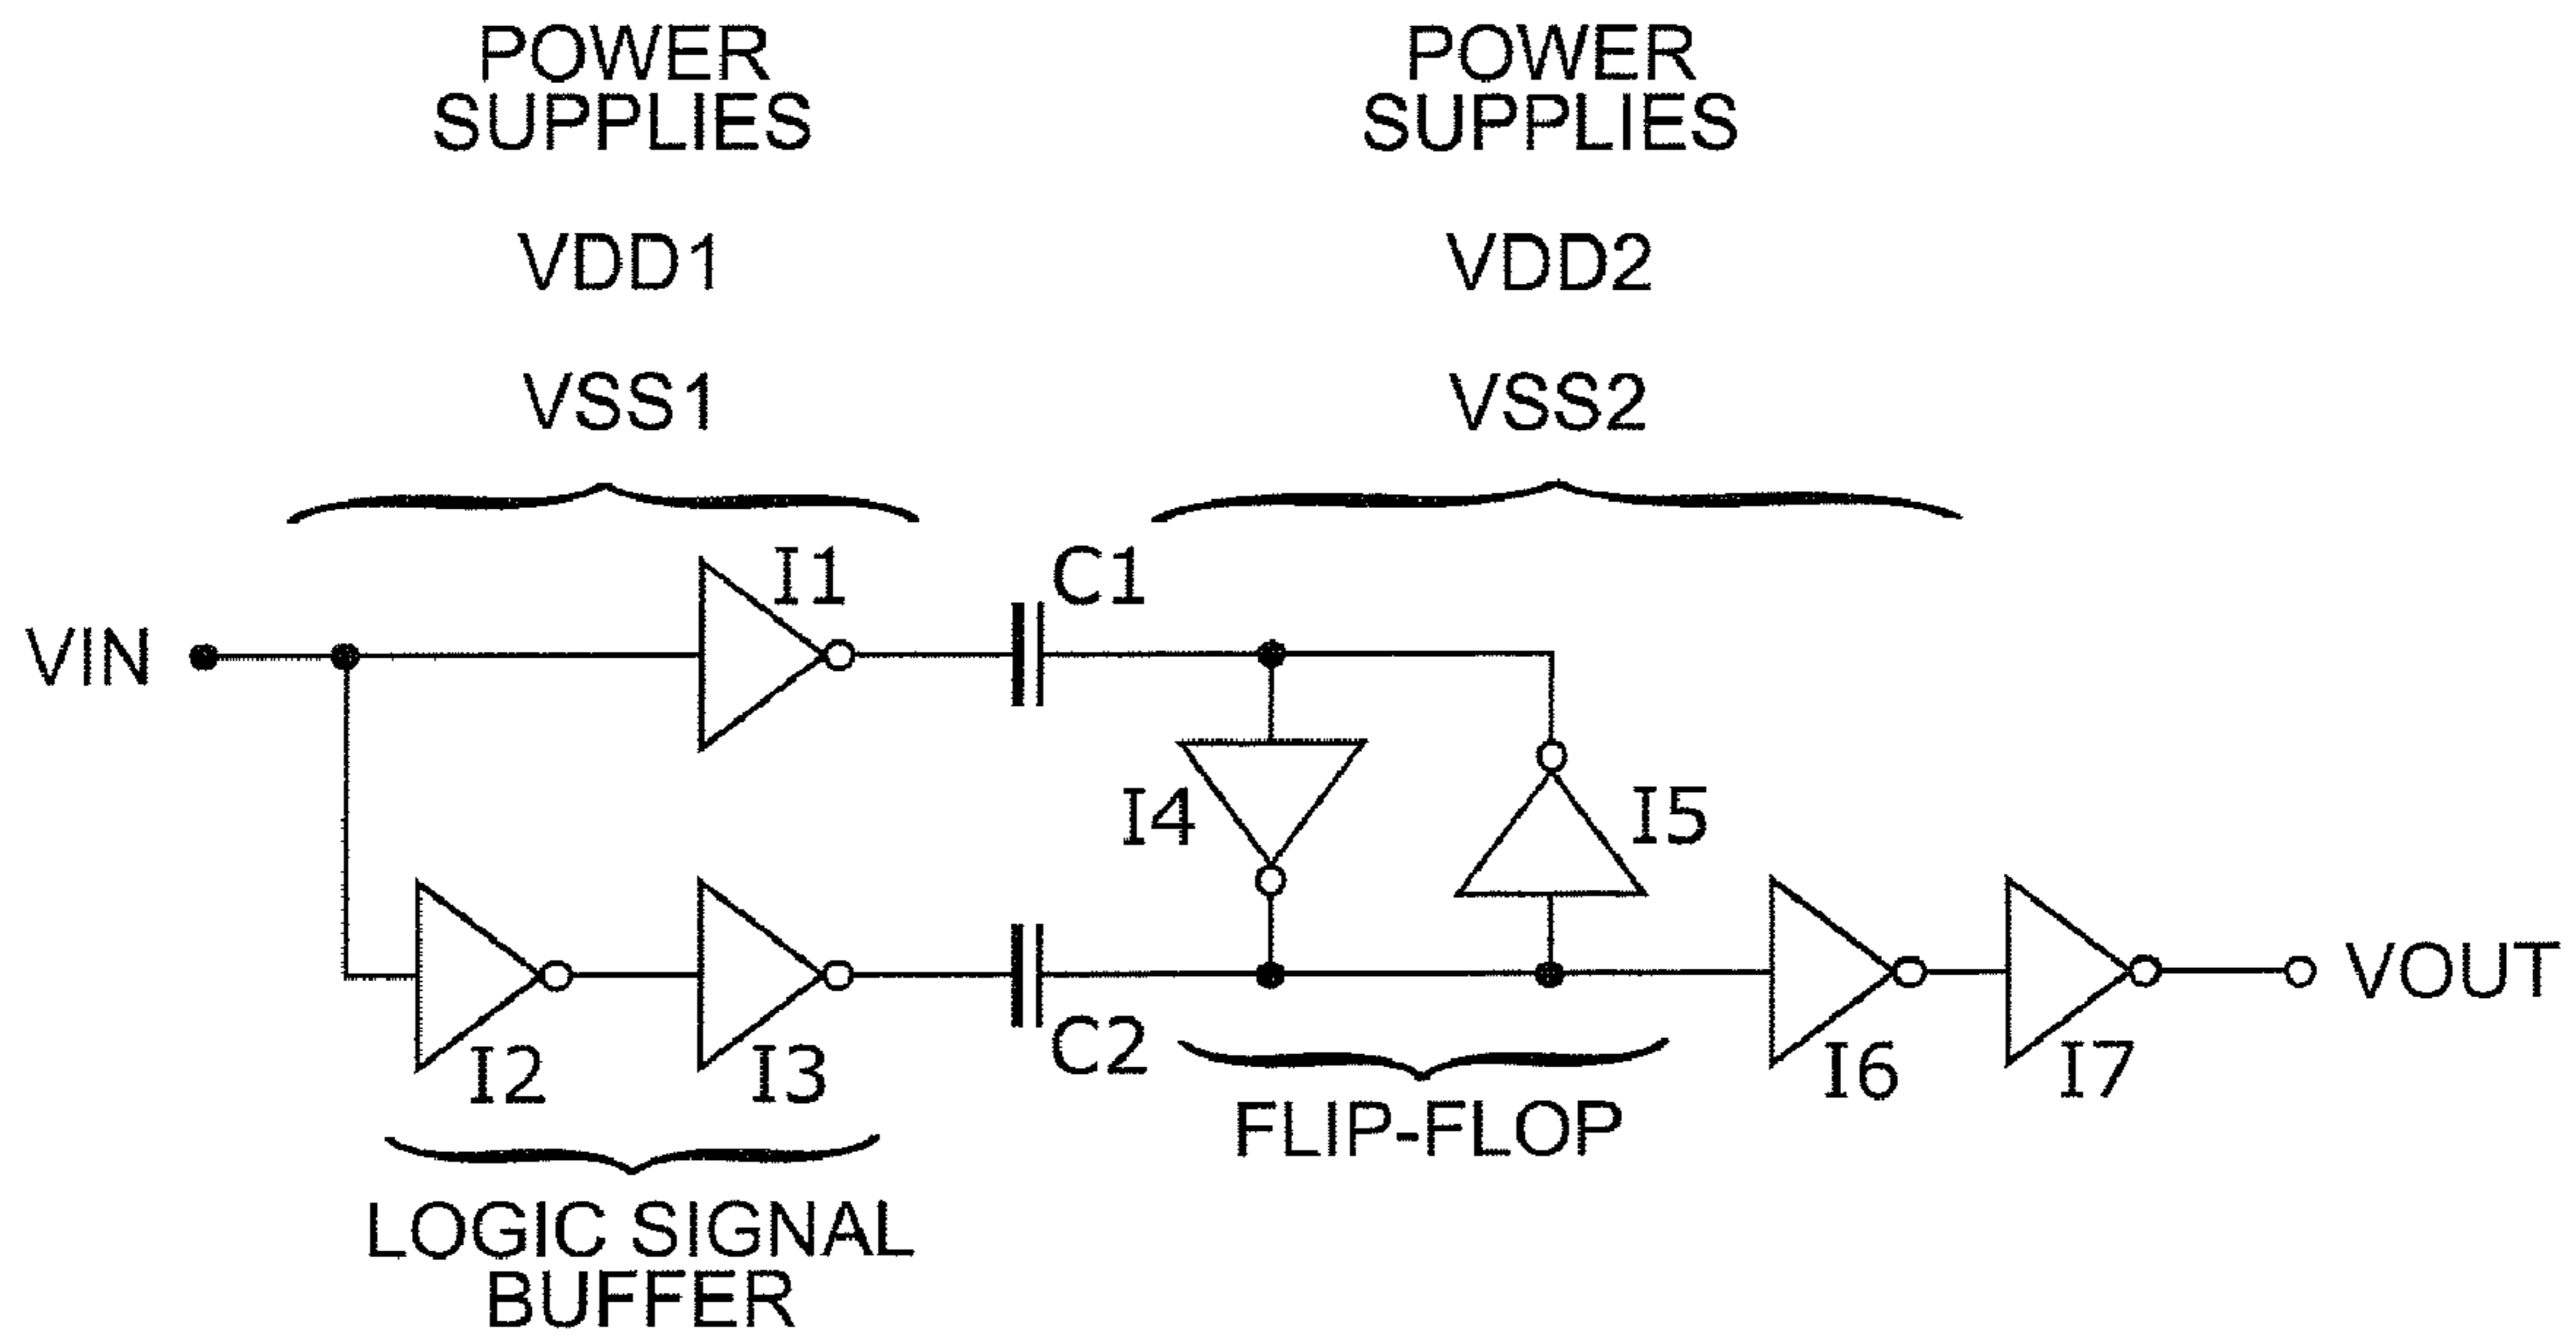 POWER
SUPPLIES
VDD1
VSS1
POWER
SUPPLIES
VDD2
VSS2
I1
C1
VIN
I4
I5
I2
I3
C2
I6
I7
VOUT
FLIP-FLOP
LOGIC SIGNAL
BUFFER